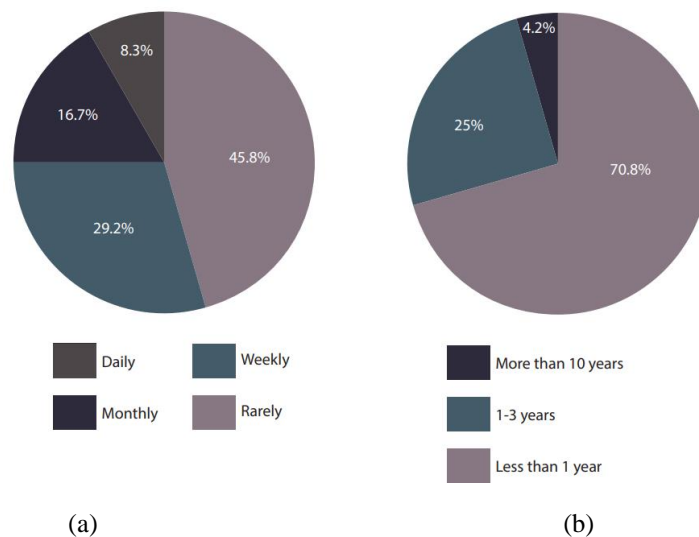 8.3%
16.7%
45.8%
29.2%
Daily
Weekly
Monthly
Rarely
(a)
4.2%
25%
70.8%
More than 10 years
1-3 years
Less than 1 year
(b)